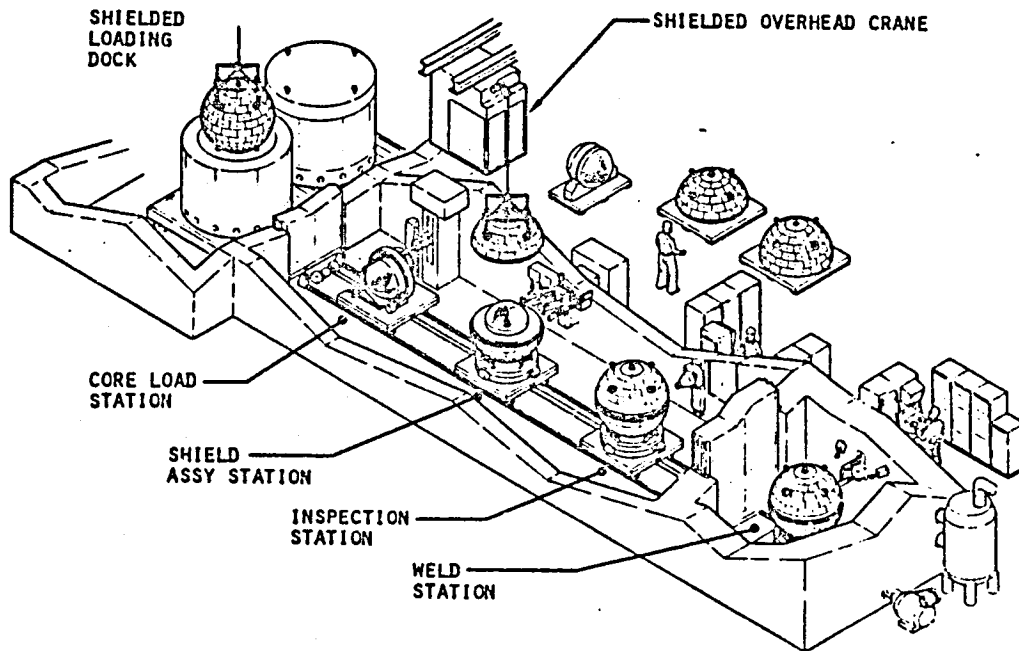 SHIELDED
LOADING
DOCK
SHIELDED OVERHEAD CRANE
CORE LOAD
STATION
SHIELD
ASSY STATION
INSPECTION
STATION
WELD
STATION